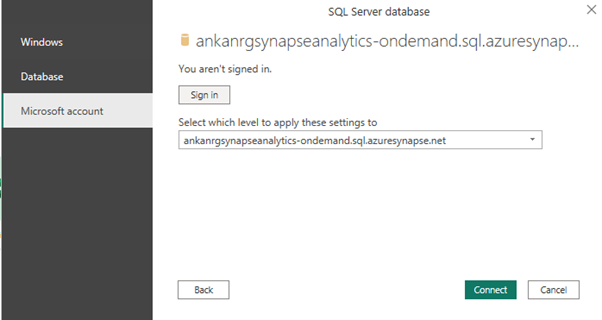 SQL Server database
Windows
Database
Microsoft account
ankanrgsynapseanalytics-ondemand.sql.azuresynap...
You aren't signed in.
Sign in
Select which level to apply these settings to
ankanrgsynapseanalytics-ondemand.sql.azuresynapse.net
Back
Connect
Cancel